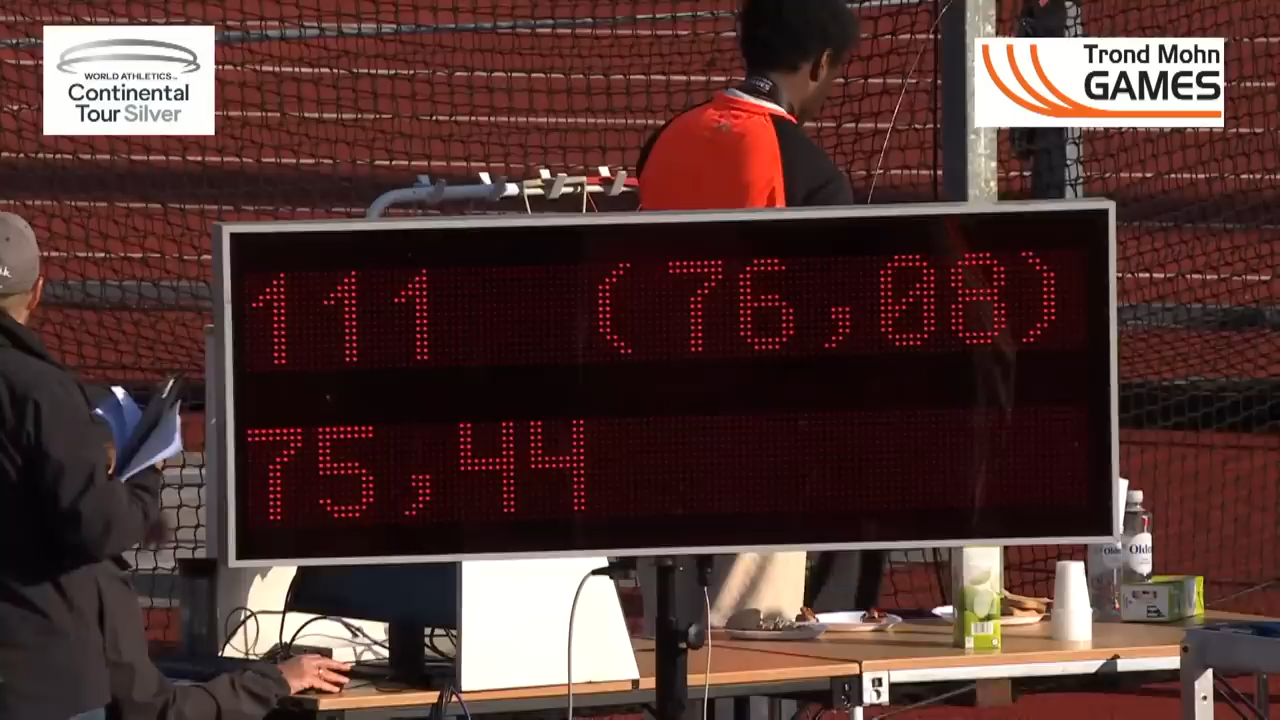 WORLD ATHLETICS
Continental
Tour Silver
Trond Mohn
GAMES
111 (76,08)
75,44